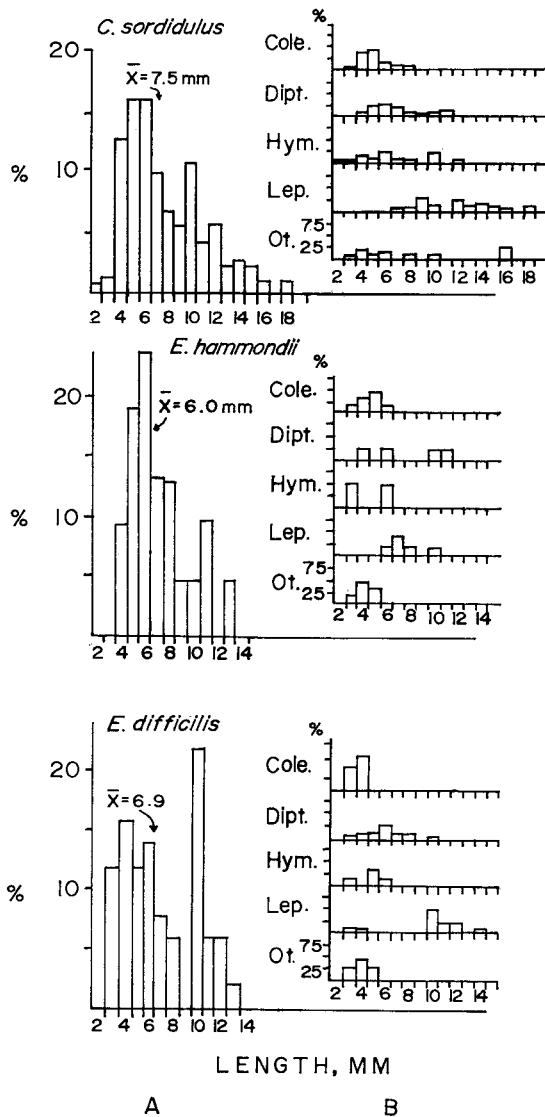 C. sordidulus
%
20
X̄=7.5 mm
10
%
2 4 6 8 10 12 14 16 18
Cole.
Dipt.
Hym.
Lep.
Ot. 75
25
2 4 6 8 10 12 14 16 18
E. hammondii
%
20
X̄=6.0 mm
10
%
2 4 6 8 10 12 14
Cole.
Dipt.
Hym.
Lep.
Ot. 75
25
2 4 6 8 10 12 14
E. difficilis
%
20
X̄=6.9
10
%
2 4 6 8 10 12 14
Cole.
Dipt.
Hym.
Lep.
Ot. 75
25
2 4 6 8 10 12 14
LENGTH, MM
A B